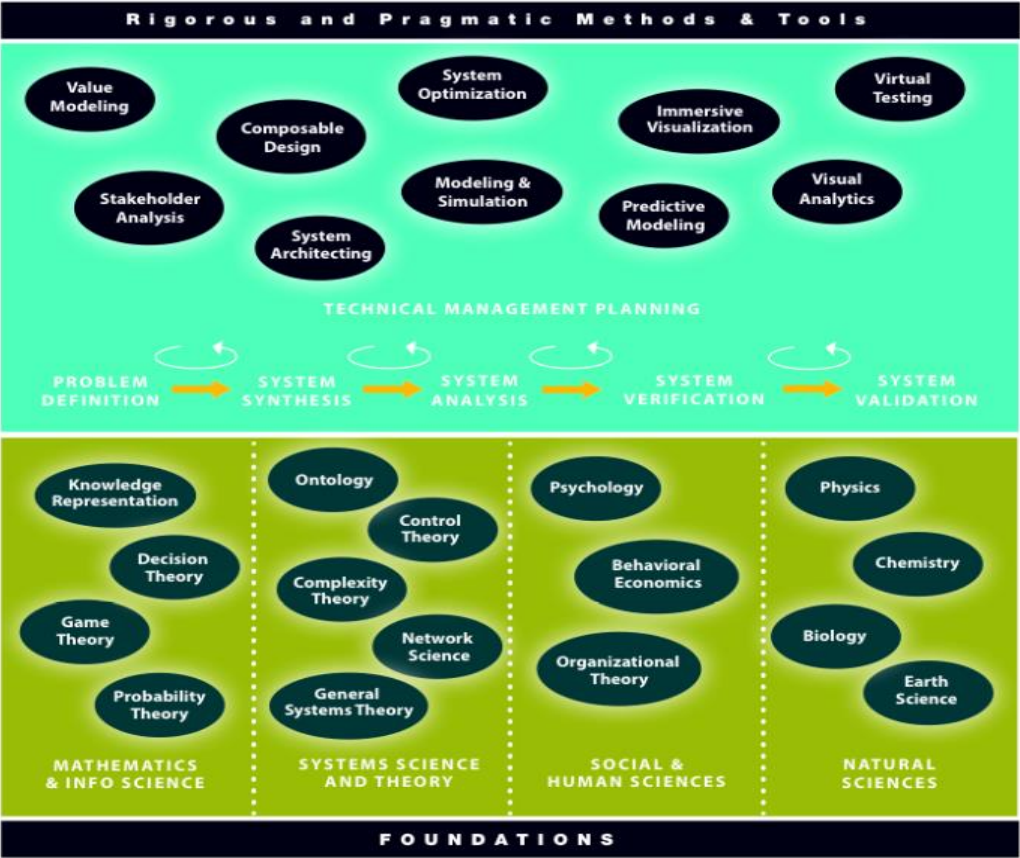 Rigorous and Pragmatic Methods & Tools
Value
Modeling
Composable
Design
System
Optimization
Immersive
Visualization
Virtual
Testing
Stakeholder
Analysis
System
Architecting
Modeling &
Simulation
Predictive
Modeling
Visual
Analytics
TECHNICAL MANAGEMENT PLANNING
PROBLEM
DEFINITION
SYSTEM
SYNTHESIS
SYSTEM
ANALYSIS
SYSTEM
VERIFICATION
SYSTEM
VALIDATION
Knowledge
Representation
Decision
Theory
Game
Theory
Probability
Theory
MATHEMATICS
& INFO SCIENCE
Ontology
Control
Theory
Complexity
Theory
Network
Science
General
Systems Theory
SYSTEMS SCIENCE
AND THEORY
Psychology
Behavioral
Economics
Organizational
Theory
SOCIAL &
HUMAN SCIENCES
Physics
Chemistry
Biology
Earth
Science
NATURAL
SCIENCES
FOUNDATIONS